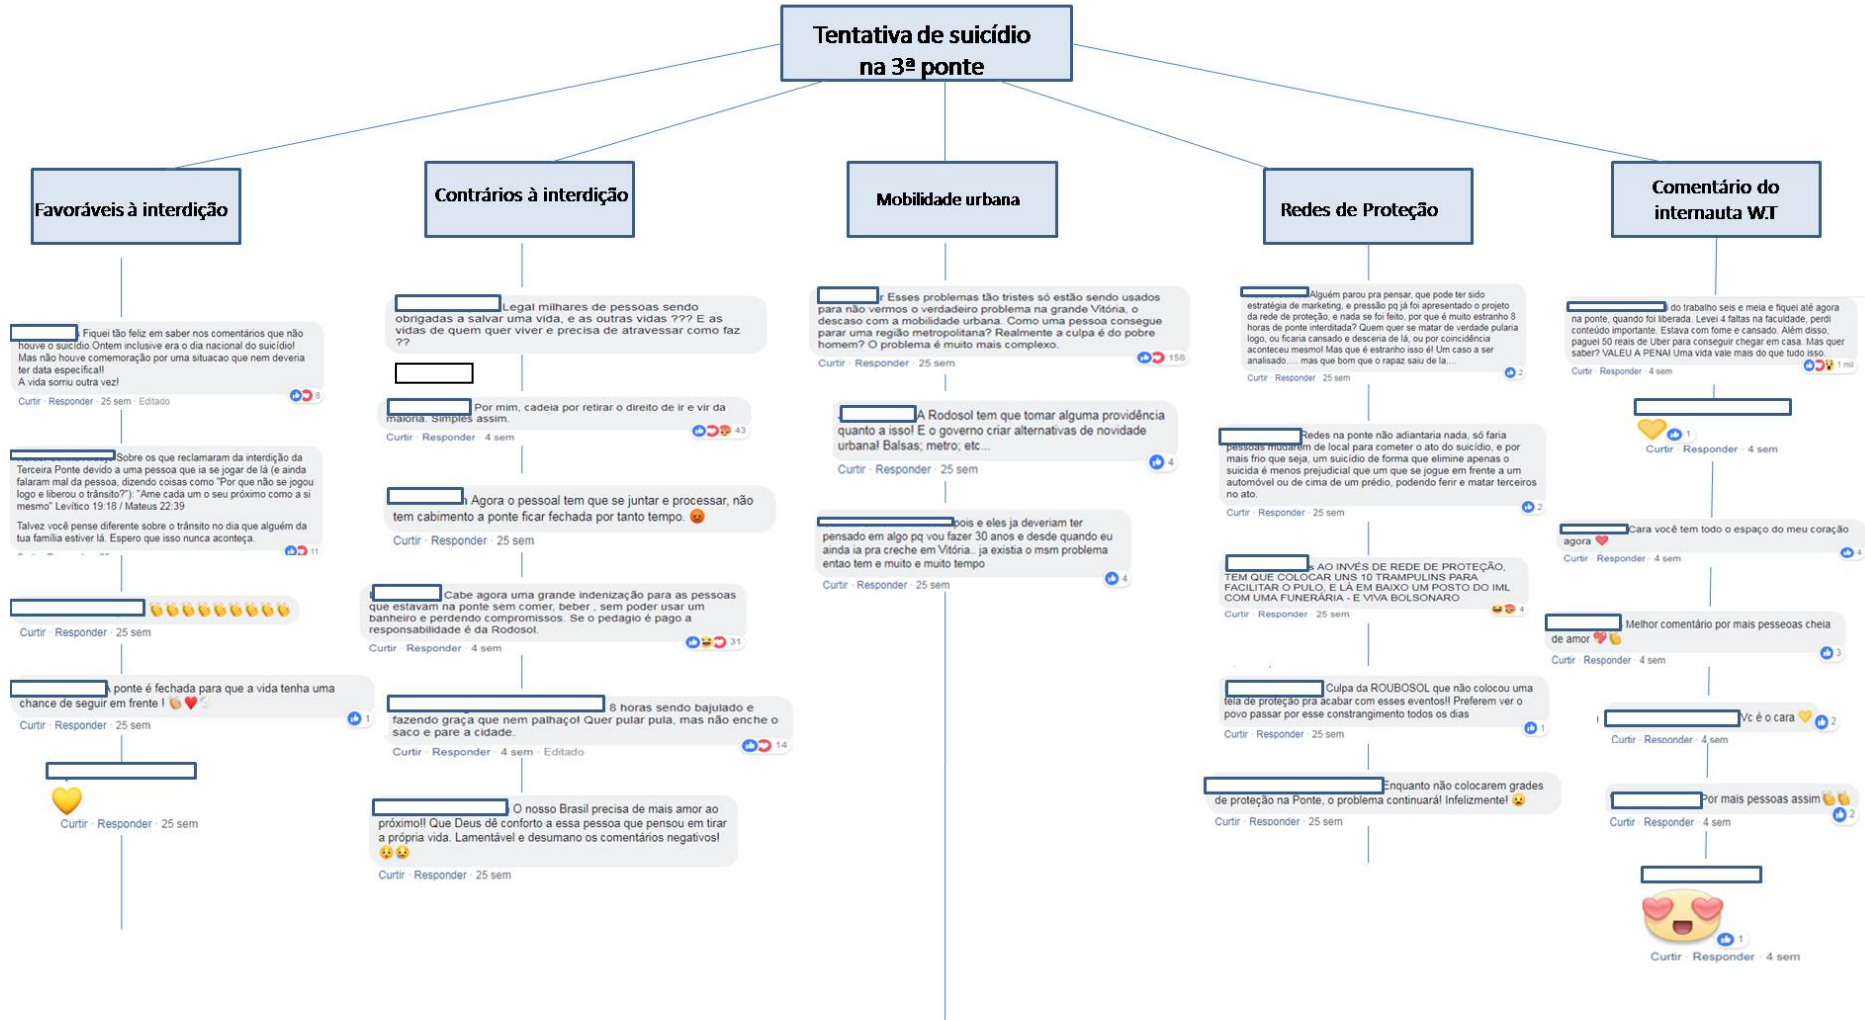 Tentativa de suicídio
na 3ª ponte
Favoráveis à interdição
Fiquei tão feliz em saber nos comentários que não
houve o suicídio.Ontem inclusive era o dia nacional do suicídio!
Mas não houve comemoração por uma situacao que nem deveria
ter data específica!!
A vida sorriu outra vez!
8
Curtir · Responder · 25 sem · Editado
Sobre os que reclamaram da interdição da
Terceira Ponte devido a uma pessoa que ia se jogar de lá (e ainda
falaram mal da pessoa, dizendo coisas como "Por que não se jogou
logo e liberou o trânsito?"): "Ame cada um o seu próximo como a si
mesmo" Levítico 19:18 / Mateus 22:39
Talvez você pense diferente sobre o trânsito no dia que alguém da
tua família estiver lá. Espero que isso nunca aconteça.
11
👏👏👏👏👏👏👏👏👏
Curtir · Responder · 25 sem
A ponte é fechada para que a vida tenha uma
chance de seguir em frente !
1
Curtir · Responder · 25 sem
💛
Curtir · Responder · 25 sem
Contrários à interdição
Legal milhares de pessoas sendo
obrigadas a salvar uma vida, e as outras vidas ??? E as
vidas de quem quer viver e precisa de atravessar como faz
??
Por mim, cadeia por retirar o direito de ir e vir da
maioria. Simples assim.
43
Curtir · Responder · 4 sem
Agora o pessoal tem que se juntar e processar, não
tem cabimento a ponte ficar fechada por tanto tempo. 😡
Curtir · Responder · 25 sem
Cabe agora uma grande indenização para as pessoas
que estavam na ponte sem comer, beber , sem poder usar um
banheiro e perdendo compromissos. Se o pedagio é pago a
responsabilidade é da Rodosol.
31
Curtir · Responder · 4 sem
8 horas sendo bajulado e
fazendo graça que nem palhaço! Quer pular pula, mas não enche o
saco e pare a cidade.
14
Curtir · Responder · 4 sem · Editado
O nosso Brasil precisa de mais amor ao
próximo!! Que Deus dê conforto a essa pessoa que pensou em tirar
a própria vida. Lamentável e desumano os comentários negativos!
Curtir · Responder · 25 sem
Mobilidade urbana
r Esses problemas tão tristes só estão sendo usados
para não vermos o verdadeiro problema na grande Vitória, o
descaso com a mobilidade urbana. Como uma pessoa consegue
parar uma região metropolitana? Realmente a culpa é do pobre
homem? O problema é muito mais complexo.
158
Curtir · Responder · 25 sem
A Rodosol tem que tomar alguma providência
quanto a isso! E o governo criar alternativas de novidade
urbana! Balsas; metro; etc...
4
Curtir · Responder · 25 sem
pois e eles ja deveriam ter
pensado em algo pq vou fazer 30 anos e desde quando eu
ainda ia pra creche em Vitória.. ja existia o msm problema
entao tem e muito e muito tempo
4
Curtir · Responder · 25 sem
Redes de Proteção
Alguém parou pra pensar, que pode ter sido
estratégia de marketing, e pressão pq já foi apresentado o projeto
da rede de proteção, e nada se foi feito, por que é muito estranho 8
horas de ponte interditada? Quem quer se matar de verdade pularia
logo, ou ficaria cansado e desceria de lá, ou por coincidência
aconteceu mesmo! Mas que é estranho isso é! Um caso a ser
analisado.... mas que bom que o rapaz saiu de la....
2
Curtir · Responder · 25 sem
Redes na ponte não adiantaria nada, só faria
pessoas mudarem de local para cometer o ato do suicídio, e por
mais frio que seja, um suicídio de forma que elimine apenas o
suicida é menos prejudicial que um que se jogue em frente a um
automóvel ou de cima de um prédio, podendo ferir e matar terceiros
no ato.
2
Curtir · Responder · 25 sem
s AO INVÉS DE REDE DE PROTEÇÃO,
TEM QUE COLOCAR UNS 10 TRAMPULINS PARA
FACILITAR O PULO, E LÁ EM BAIXO UM POSTO DO IML
COM UMA FUNERÁRIA - E VIVA BOLSONARO
4
Curtir · Responder · 25 sem
Culpa da ROUBOSOL que não colocou uma
tela de proteção pra acabar com esses eventos!! Preferem ver o
povo passar por esse constrangimento todos os dias
1
Curtir · Responder · 25 sem
Enquanto não colocarem grades
de proteção na Ponte, o problema continuará! Infelizmente!
Curtir · Responder · 25 sem
Comentário do
internauta W.T
do trabalho seis e meia e fiquei até agora
na ponte, quando foi liberada. Levei 4 faltas na faculdade, perdi
conteúdo importante. Estava com fome e cansado. Além disso,
paguei 50 reais de Uber para conseguir chegar em casa. Mas quer
saber? VALEU A PENA! Uma vida vale mais do que tudo isso.
1 mil
Curtir · Responder · 4 sem
💛 1
Curtir · Responder · 4 sem
Cara você tem todo o espaço do meu coração
agora
4
Curtir · Responder · 4 sem
Melhor comentário por mais pesseoas cheia
de amor
3
Curtir · Responder · 4 sem
Vc é o cara 💛 2
Curtir · Responder · 4 sem
Por mais pessoas assim 👏👏
2
Curtir · Responder · 4 sem
1
Curtir · Responder · 4 sem